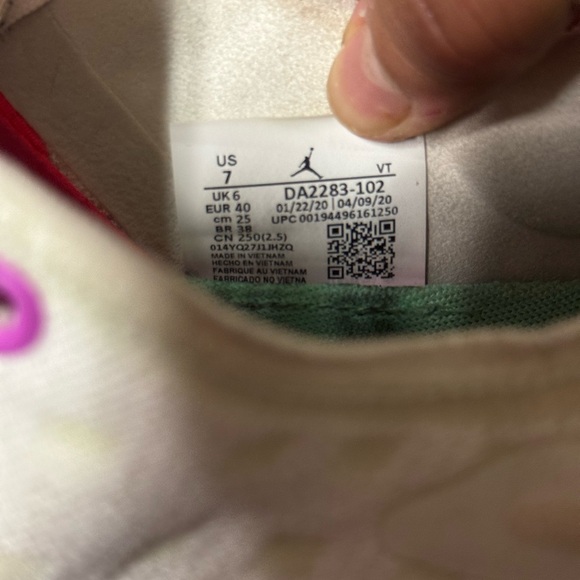 US
7
VT
UK 6
DA2283-102
EUR 40
01/22/20 | 04/09/20
cm 25
UPC 00194496161250
BR 38
CN 250(2.5)
014YQ27J1JHZQ
MADE IN VIETNAM
HECHO EN VIETNAM
FABRIQUE AU VIETNAM
FABRICADO NO VIETNA